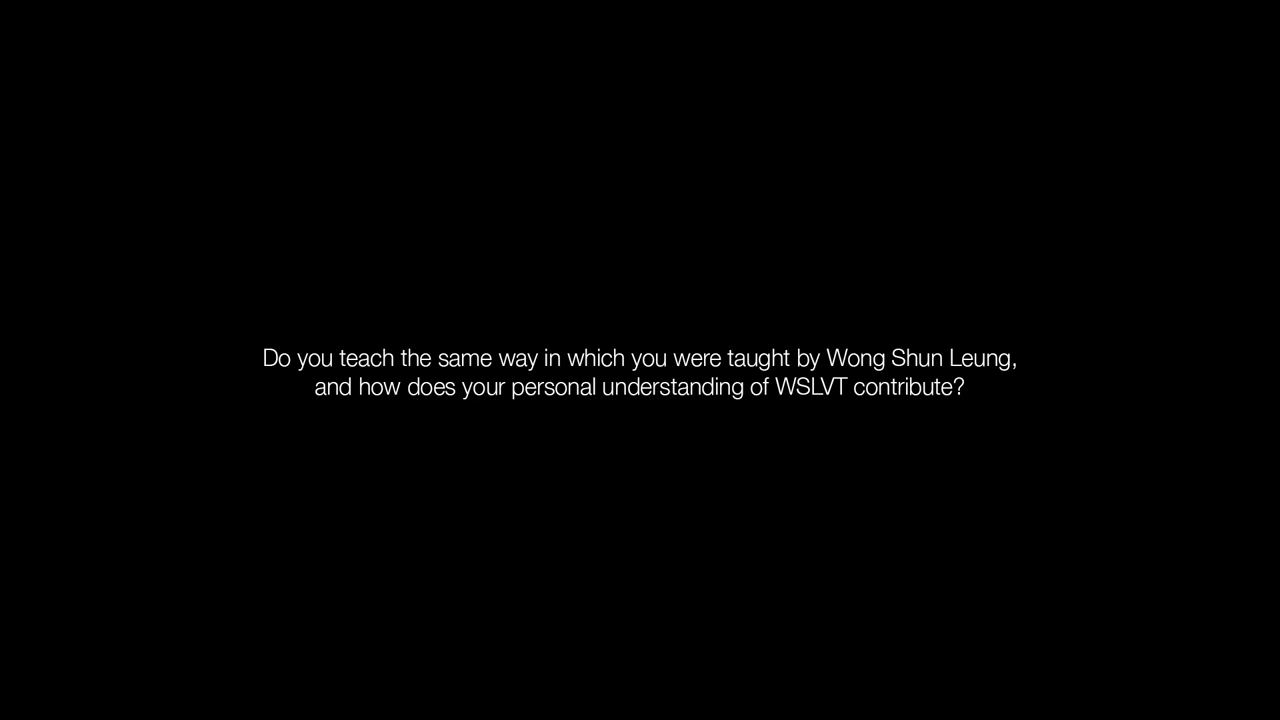 Do you teach the same way in which you were taught by Wong Shun Leung,
and how does your personal understanding of WSLVT contribute?